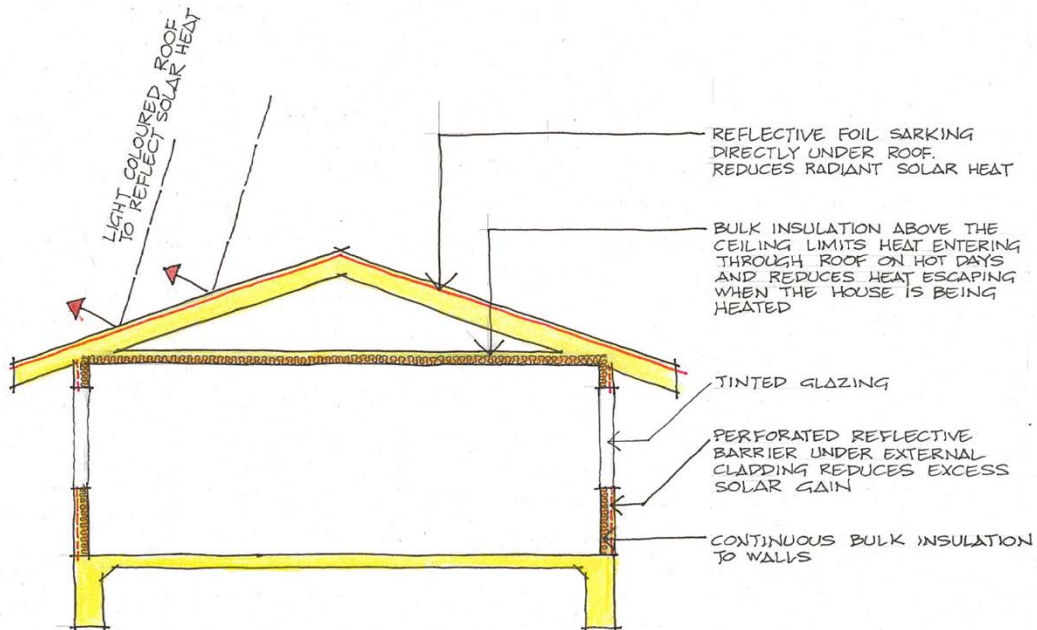 LIGHT COLOURED ROOF
TO REFLECT SOLAR HEAT
REFLECTIVE FOIL SARKING
DIRECTLY UNDER ROOF.
REDUCES RADIANT SOLAR HEAT
BULK INSULATION ABOVE THE
CEILING LIMITS HEAT ENTERING
THROUGH ROOF ON HOT DAYS
AND REDUCES HEAT ESCAPING
WHEN THE HOUSE IS BEING
HEATED
TINTED GLAZING
PERFORATED REFLECTIVE
BARRIER UNDER EXTERNAL
CLADDING REDUCES EXCESS
SOLAR GAIN
CONTINUOUS BULK INSULATION
TO WALLS